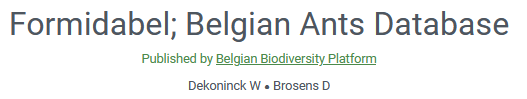 Formidabel; Belgian Ants Database
Published by Belgian Biodiversity Platform
Dekoninck W • Brosens D